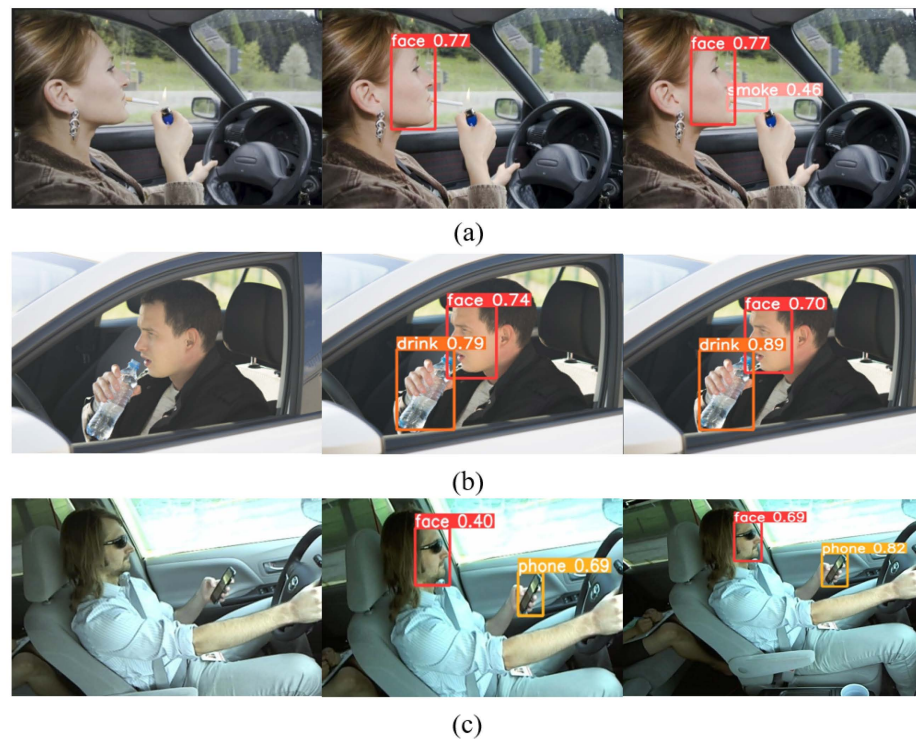 face 0.77
face 0.77
smoke 0.46
(a)
face 0.74
drink 0.79
face 0.70
drink 0.89
(b)
face 0.40
phone 0.69
face 0.69
phone 0.82
(c)